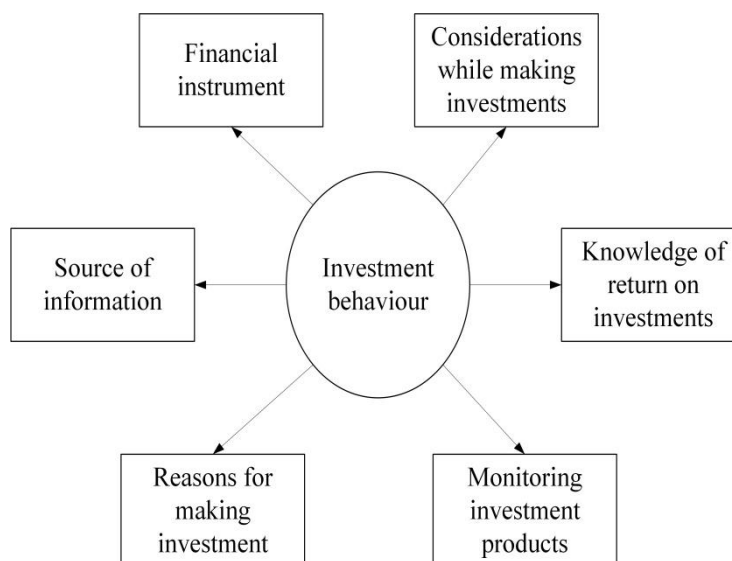 Financial
instrument
Considerations
while making
investments
Source of
information
Investment
behaviour
Knowledge of
return on
investments
Reasons for
making
investment
Monitoring
investment
products